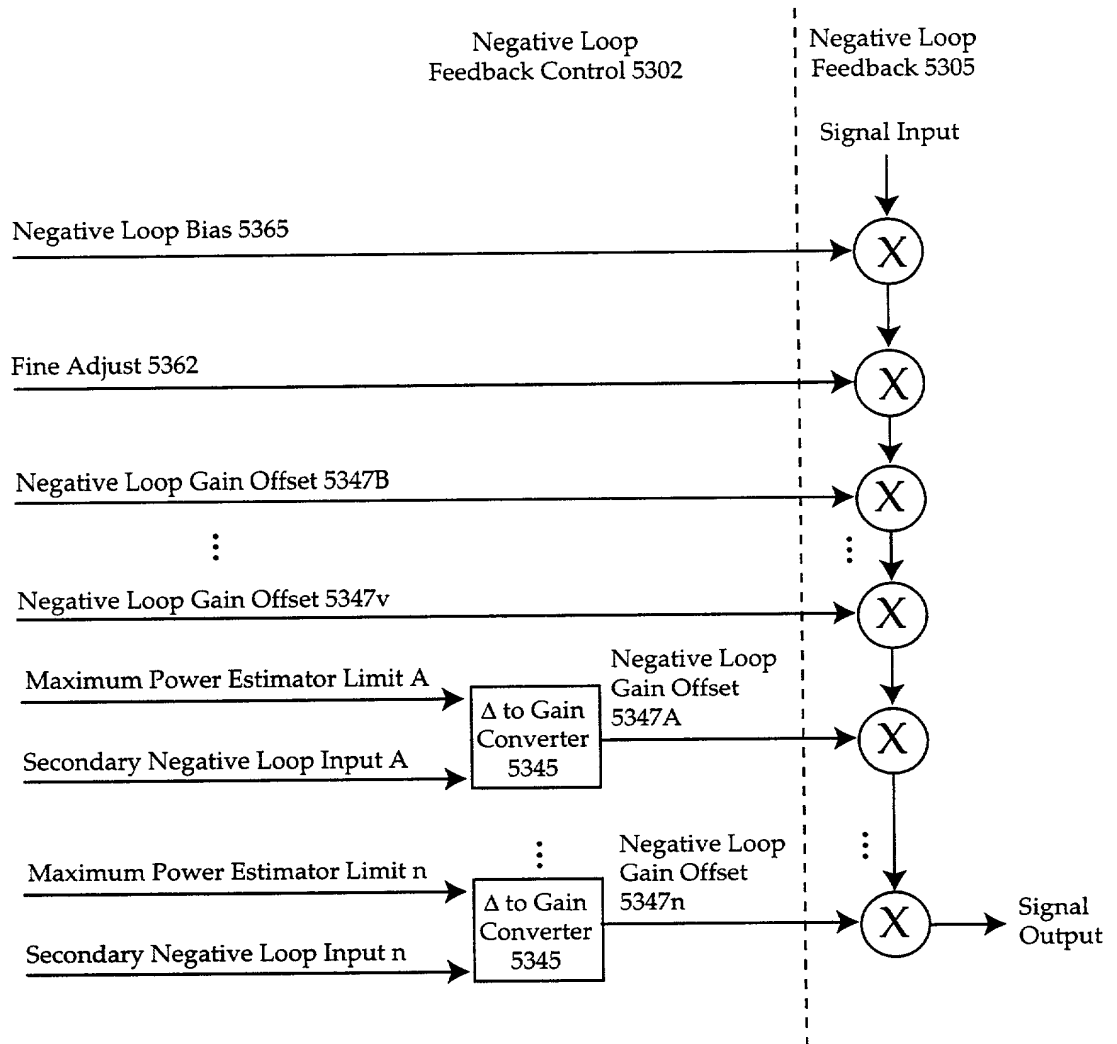 Negative Loop
Feedback Control 5302
Negative Loop
Feedback 5305
Signal Input
Negative Loop Bias 5365
X
Fine Adjust 5362
X
Negative Loop Gain Offset 5347B
X
⋮
⋮
Negative Loop Gain Offset 5347v
X
Maximum Power Estimator Limit A
Secondary Negative Loop Input A
Δ to Gain
Converter
5345
Negative Loop
Gain Offset
5347A
X
⋮
⋮
Maximum Power Estimator Limit n
Secondary Negative Loop Input n
Δ to Gain
Converter
5345
Negative Loop
Gain Offset
5347n
X
Signal
Output